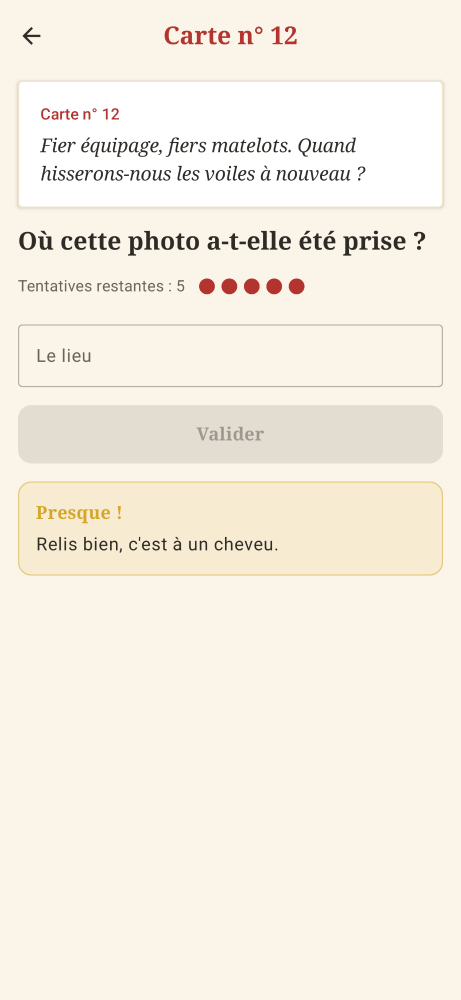 Carte n° 12
Carte n° 12
Fier équipage, fiers matelots. Quand
hisserons-nous les voiles à nouveau ?
Où cette photo a-t-elle été prise ?
Tentatives restantes : 5
Le lieu
Valider
Presque !
Relis bien, c'est à un cheveu.